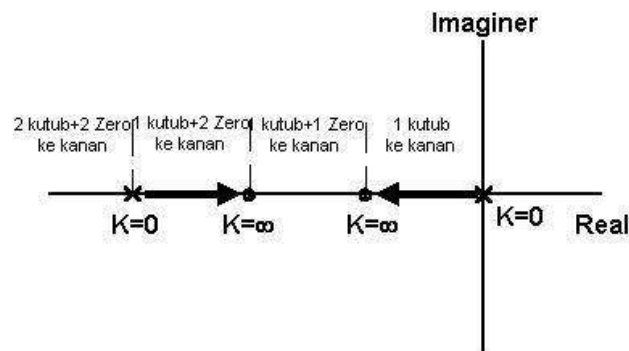 Imaginer
2 kutub+2 Zero 1 kutub+2 Zero kutub+1 Zero 1 kutub
ke kanan ke kanan ke kanan ke kanan
K=0 K=∞ K=∞ K=0
Real